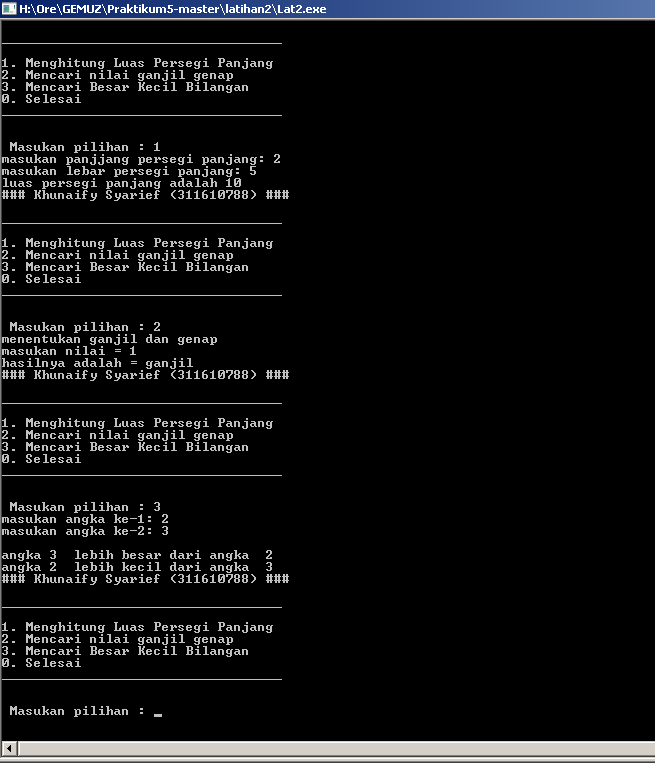 H:\Ore\GEMUZ\Praktikum5-master\latihan2\Lat2.exe
1. Menghitung Luas Persegi Panjang
2. Mencari nilai ganjil genap
3. Mencari Besar Kecil Bilangan
0. Selesai
Masukan pilihan : 1
masukan panjjang persegi panjang: 2
masukan lebar persegi panjang: 5
luas persegi panjang adalah 10
### Khunaify Syarief (311610788) ###
1. Menghitung Luas Persegi Panjang
2. Mencari nilai ganjil genap
3. Mencari Besar Kecil Bilangan
0. Selesai
Masukan pilihan : 2
menentukan ganjil dan genap
masukan nilai = 1
hasilnya adalah = ganjil
### Khunaify Syarief (311610788) ###
1. Menghitung Luas Persegi Panjang
2. Mencari nilai ganjil genap
3. Mencari Besar Kecil Bilangan
0. Selesai
Masukan pilihan : 3
masukan angka ke-1: 2
masukan angka ke-2: 3
angka 3  lebih besar dari angka  2
angka 2  lebih kecil dari angka  3
### Khunaify Syarief (311610788) ###
1. Menghitung Luas Persegi Panjang
2. Mencari nilai ganjil genap
3. Mencari Besar Kecil Bilangan
0. Selesai
Masukan pilihan : _